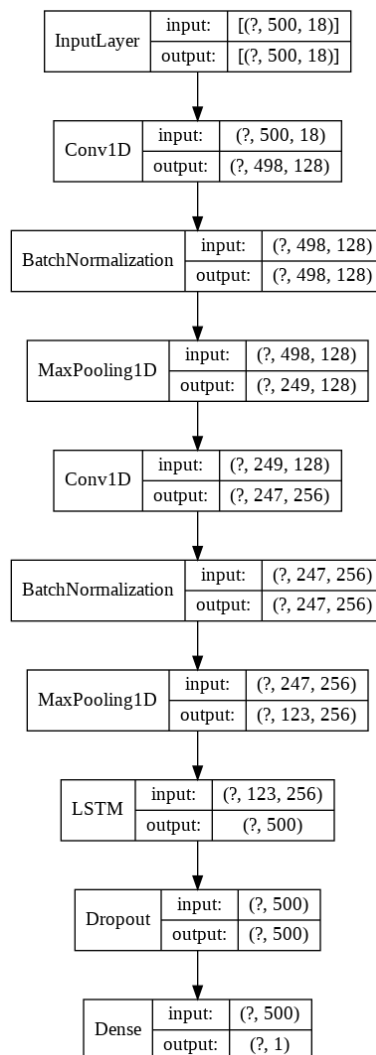 InputLayer input: [(?, 500, 18)]
output: [(?, 500, 18)]
Conv1D input: (?, 500, 18)
output: (?, 498, 128)
BatchNormalization input: (?, 498, 128)
output: (?, 498, 128)
MaxPooling1D input: (?, 498, 128)
output: (?, 249, 128)
Conv1D input: (?, 249, 128)
output: (?, 247, 256)
BatchNormalization input: (?, 247, 256)
output: (?, 247, 256)
MaxPooling1D input: (?, 247, 256)
output: (?, 123, 256)
LSTM input: (?, 123, 256)
output: (?, 500)
Dropout input: (?, 500)
output: (?, 500)
Dense input: (?, 500)
output: (?, 1)